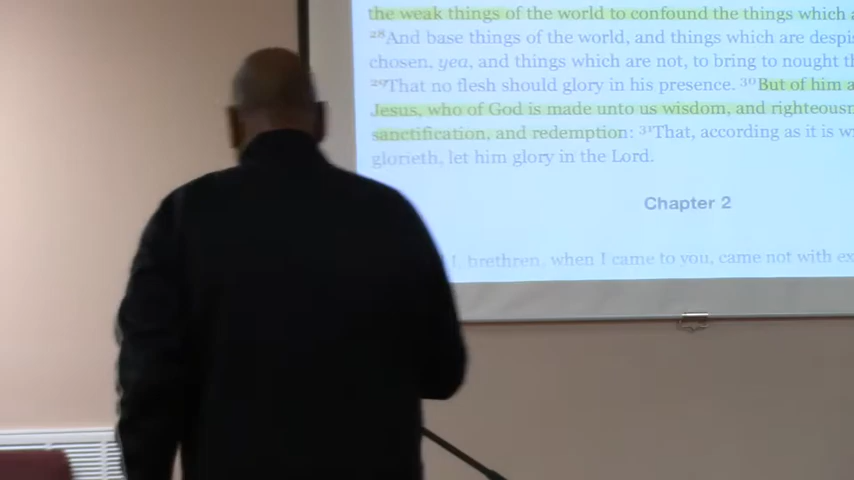 the weak things of the world to confound the things which
28And base things of the world, and things which are
chosen, yea, and things which are not, to bring to nought
29That no flesh should glory in his presence. 30But of him
Jesus, who of God is made unto us wisdom, and
sanctification, and redemption: 31That, according as it is
glorieth, let him glory in the Lord.
Chapter 2
I, brethren, when I came to you, came not with